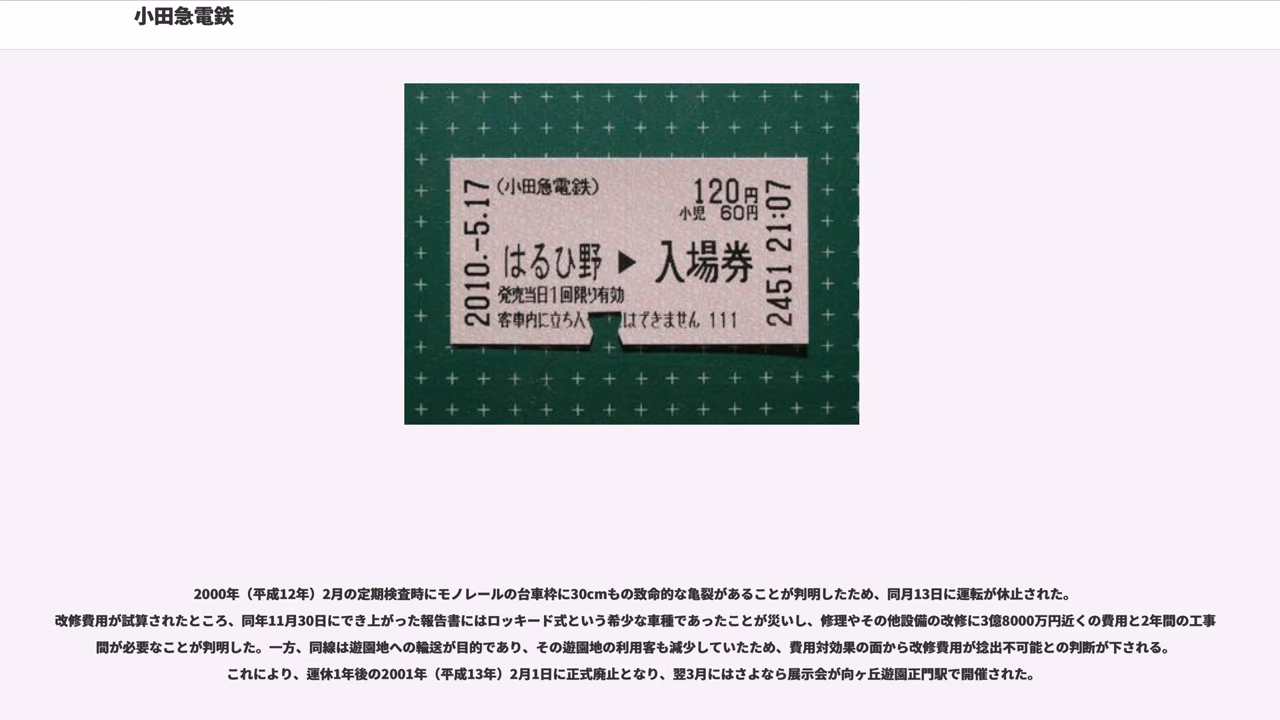 小田急電鉄
2010.-5.17
(小田急電鉄)
120円
小児 60円
はるひ野 ▶ 入場券
発売当日1回限り有効
客車内に立ち入 はできません 111
2451 21:07
2000年（平成12年）2月の定期検査時にモノレールの台車枠に30cmもの致命的な亀裂があることが判明したため、同月13日に運転が休止された。
改修費用が試算されたところ、同年11月30日にでき上がった報告書にはロッキード式という希少な車種であったことが災いし、修理やその他設備の改修に3億8000万円近くの費用と2年間の工事
間が必要なことが判明した。一方、同線は遊園地への輸送が目的であり、その遊園地の利用客も減少していたため、費用対効果の面から改修費用が捻出不可能との判断が下される。
これにより、運休1年後の2001年（平成13年）2月1日に正式廃止となり、翌3月にはさよなら展示会が向ヶ丘遊園正門駅で開催された。